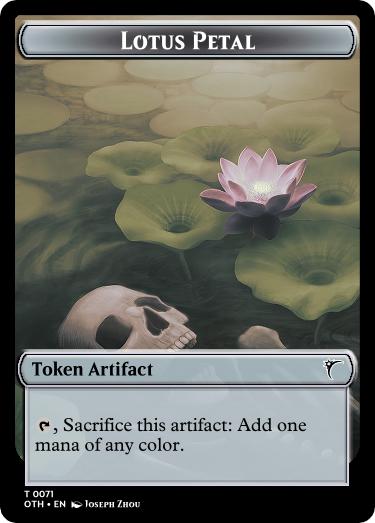 Lotus Petal
Token Artifact
, Sacrifice this artifact: Add one
mana of any color.
T 0071
OTH • EN Joseph Zhou